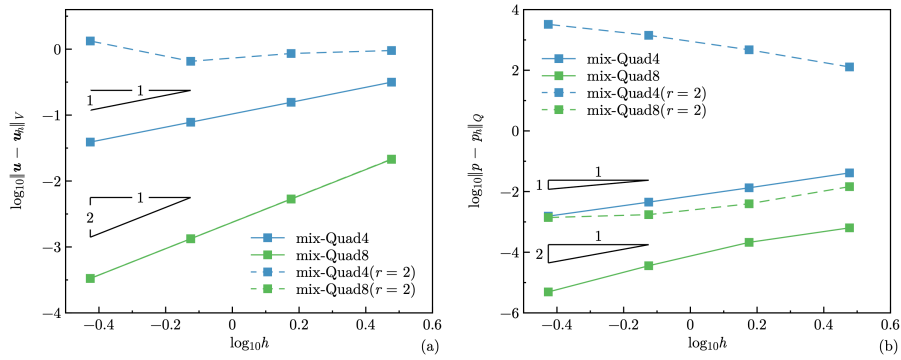 0
−1
−2
−3
−4
log₁₀‖𝒖 − 𝒖ₕ‖V
1
1
1
2
mix-Quad4
mix-Quad8
mix-Quad4(r = 2)
mix-Quad8(r = 2)
−0.4 −0.2 0 0.2 0.4 0.6
log₁₀h
(a)
6
4
2
0
−2
−4
−6
log₁₀‖p − pₕ‖Q
mix-Quad4
mix-Quad8
mix-Quad4(r = 2)
mix-Quad8(r = 2)
1
1
1
2
−0.4 −0.2 0 0.2 0.4 0.6
log₁₀h
(b)